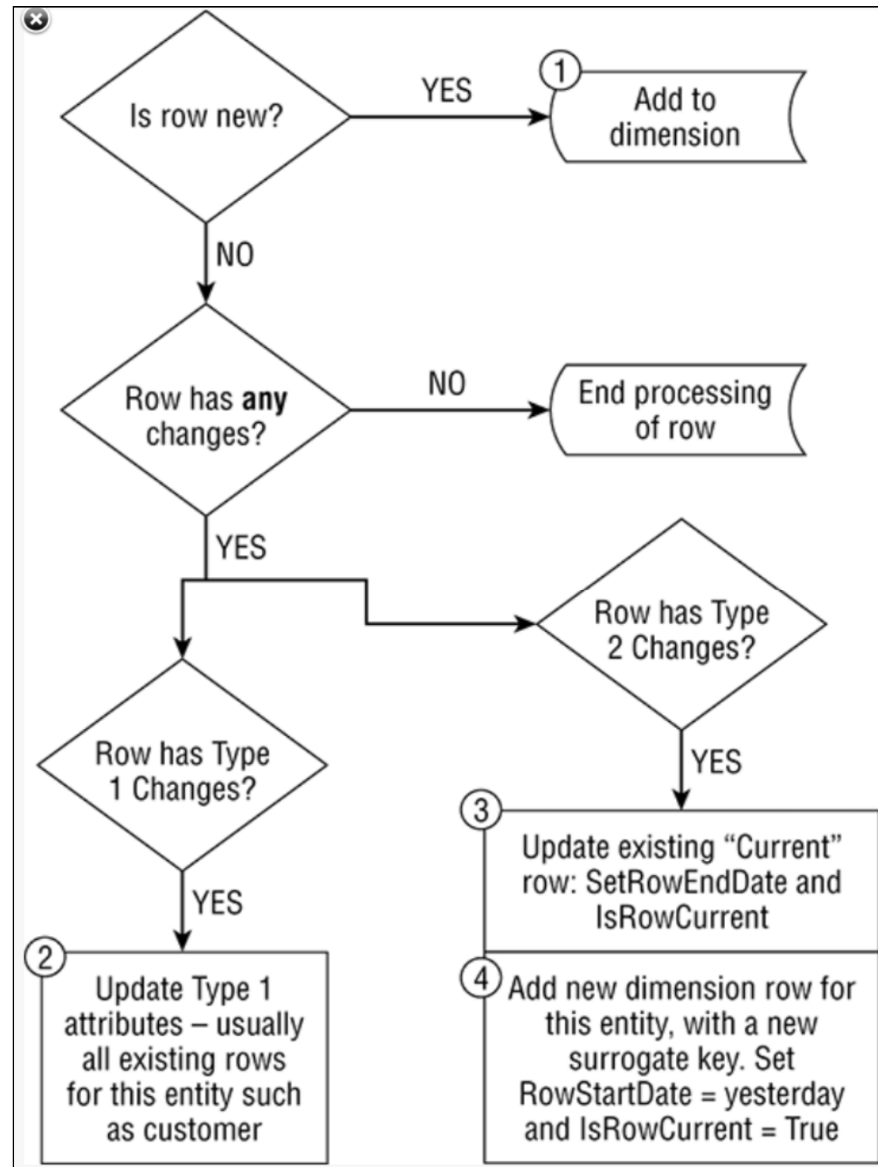 Is row new?
YES
1
Add to
dimension
NO
Row has any
changes?
NO
End processing
of row
YES
Row has Type
2 Changes?
Row has Type
1 Changes?
YES
YES
3
Update existing “Current”
row: SetRowEndDate and
IsRowCurrent
2
Update Type 1
attributes – usually
all existing rows
for this entity such
as customer
4
Add new dimension row for
this entity, with a new
surrogate key. Set
RowStartDate = yesterday
and IsRowCurrent = True